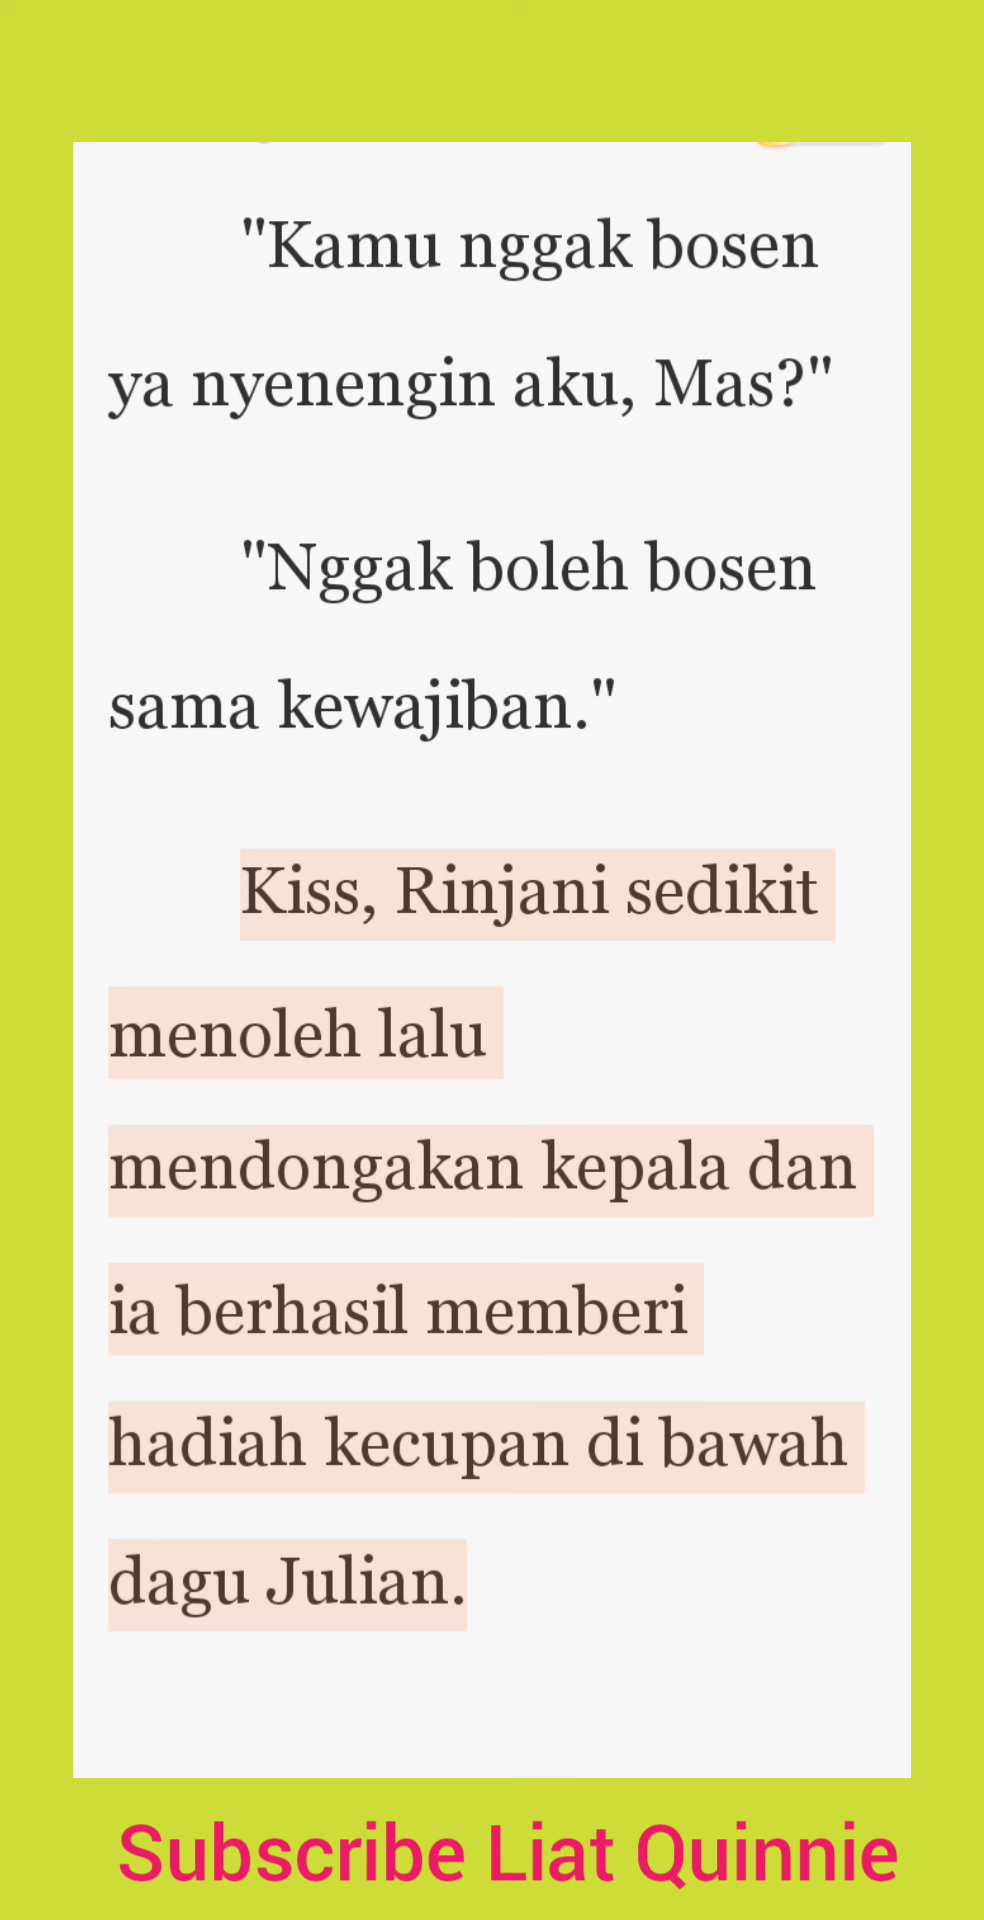 "Kamu nggak bosen
ya nyenengin aku, Mas?"
"Nggak boleh bosen
sama kewajiban."
Kiss, Rinjani sedikit
menoleh lalu
mendongakan kepala dan
ia berhasil memberi
hadiah kecupan di bawah
dagu Julian.
Subscribe Liat Quinnie